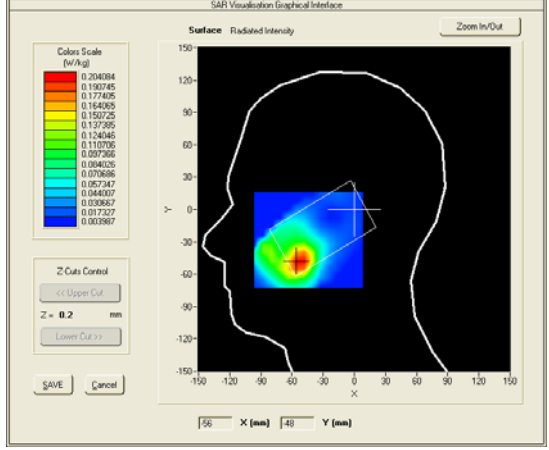 SAR Visualisation Graphical Interface
Surface Radiated Intensity
Zoom In/Out
Colors Scale
(W/kg)
0.204084
0.190745
0.177405
0.164065
0.150725
0.137385
0.124046
0.110706
0.097366
0.084026
0.070686
0.057347
0.044007
0.030667
0.017327
0.003987
150
120
90
60
30
0
-30
-60
-90
-120
-150
Y
-150 -120 -90 -60 -30 0 30 60 90 120 150
X
Z-Cuts Control
<< Upper Cut
Z = 0.2 mm
Lower Cut >>
SAVE Cancel
-56 X (mm) -48 Y (mm)